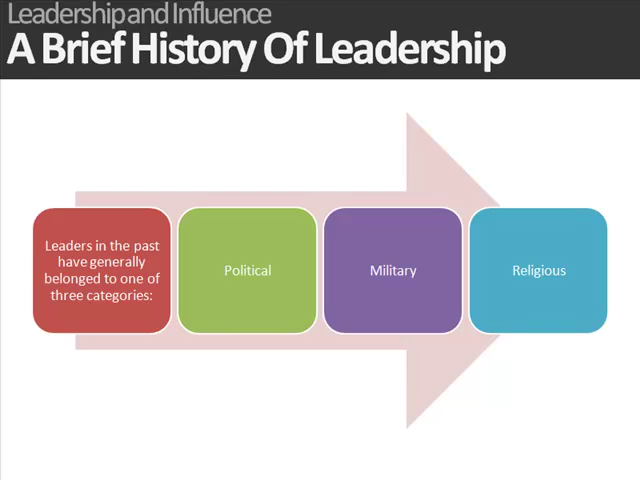 Leadership and Influence
A Brief History Of Leadership
Leaders in the past
have generally
belonged to one of
three categories:
Political
Military
Religious